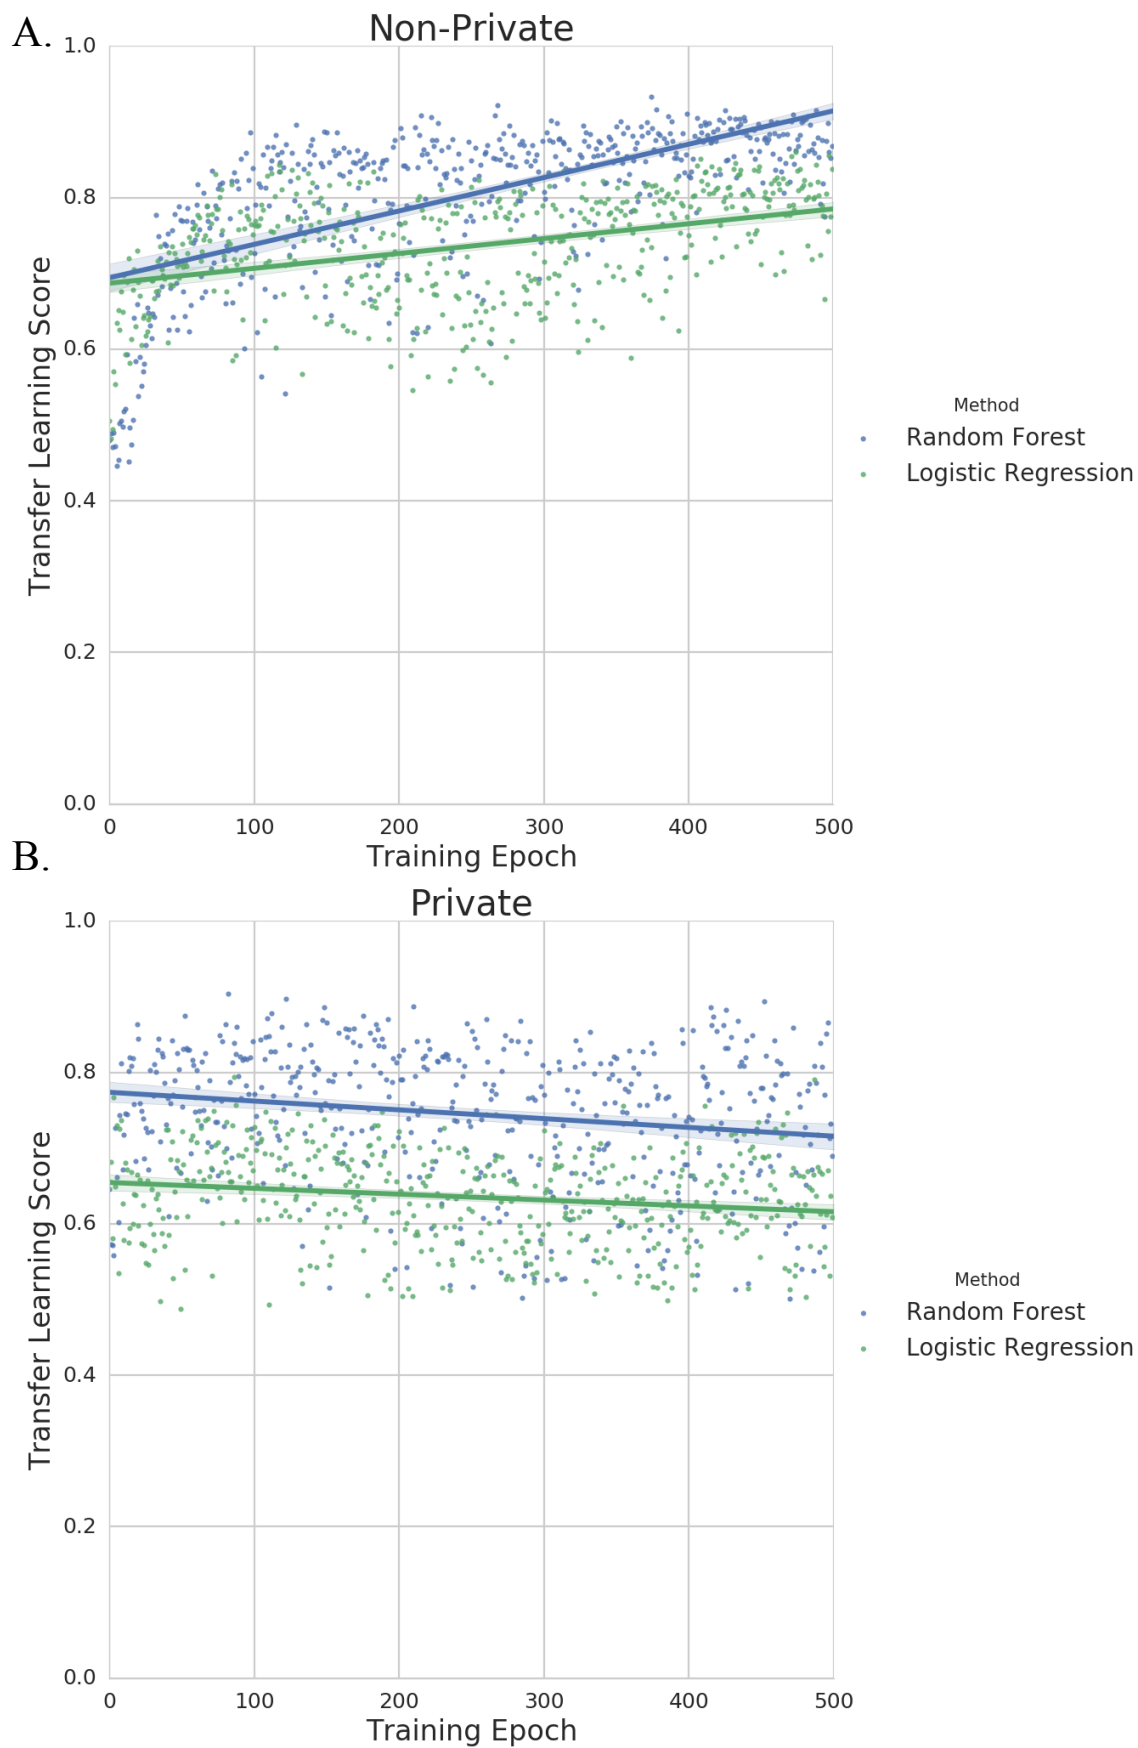 A.
Non-Private
1.0
0.8
0.6
0.4
0.2
0.0
Transfer Learning Score
0 100 200 300 400 500
Training Epoch
Method
Random Forest
Logistic Regression
B.
Private
1.0
0.8
0.6
0.4
0.2
0.0
Transfer Learning Score
0 100 200 300 400 500
Training Epoch
Method
Random Forest
Logistic Regression